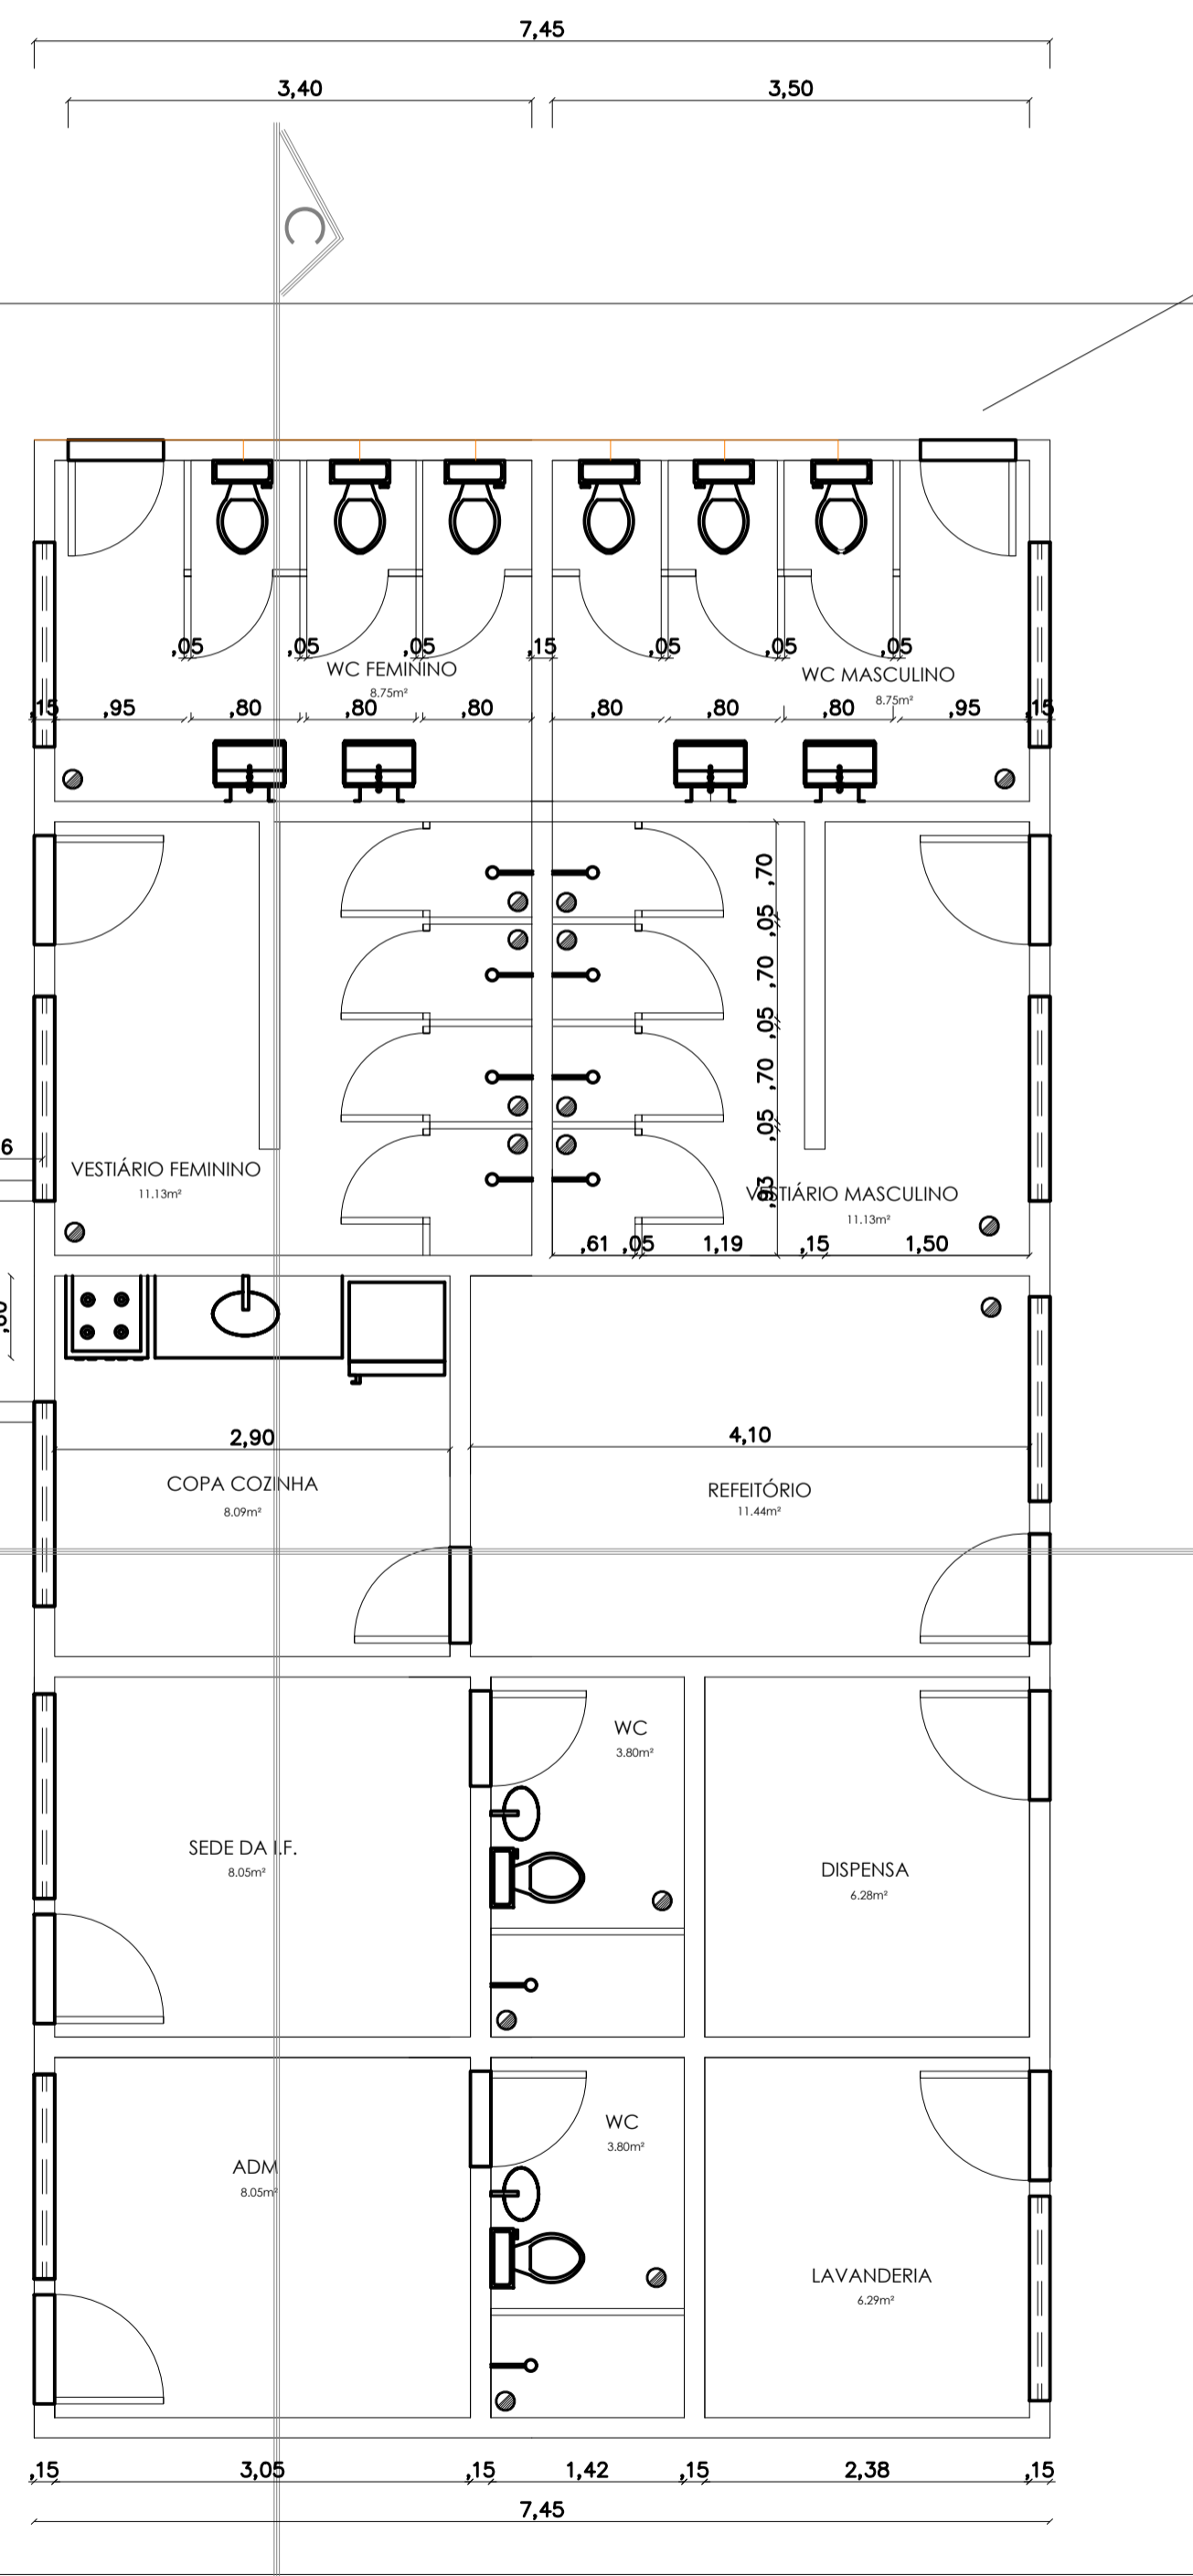 7,45
3,40
3,50
C
,05
,05
,05
,15
,05
,05
,05
WC FEMININO
8.75m²
WC MASCULINO
8.75m²
,15
,95
,80
,80
,80
,80
,80
,80
,95
,15
,70
,05
,70
,05
,70
,05
,93
6
VESTIÁRIO FEMININO
11.13m²
VESTIÁRIO MASCULINO
11.13m²
,61
,05
1,19
,15
1,50
2,90
4,10
COPA COZINHA
8.09m²
REFEITÓRIO
11.44m²
WC
3.80m²
SEDE DA I.F.
8.05m²
DISPENSA
6.28m²
WC
3.80m²
ADM
8.05m²
LAVANDERIA
6.29m²
,15
3,05
,15
1,42
,15
2,38
,15
7,45